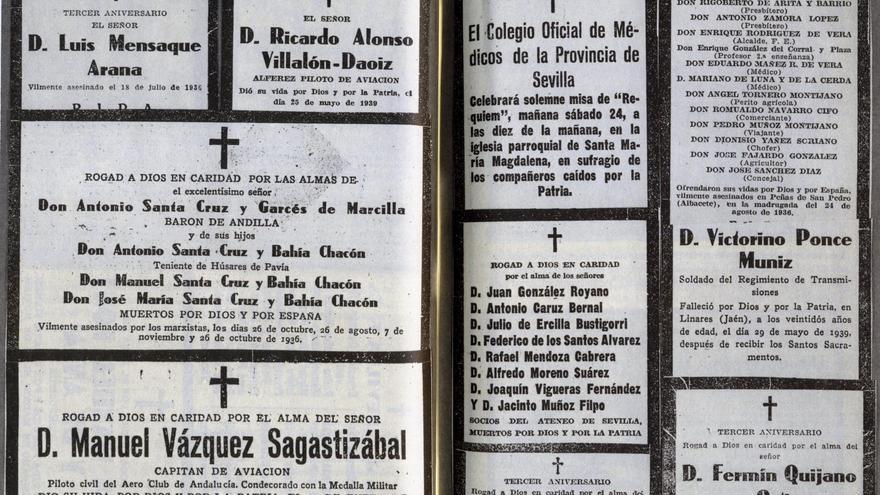 TERCER ANIVERSARIO
EL SEÑOR
D. Luis Mensaque
Arana
Vilmente asesinado el 18 de julio de 1936
EL SEÑOR
D. Ricardo Alonso
Villalón-Daoiz
ALFEREZ PILOTO DE AVIACION
Dió su vida por Dios y por la Patria, el
día 25 de mayo de 1939
ROGAD A DIOS EN CARIDAD POR LAS ALMAS DE
el excelentísimo señor
Don Antonio Santa Cruz y Garcés de Marcilla
BARON DE ANDILLA
y de sus hijos
Don Antonio Santa Cruz y Bahía Chacón
Teniente de Húsares de Pavía
Don Manuel Santa Cruz y Bahía Chacón
Don José María Santa Cruz y Bahía Chacón
MUERTOS POR DIOS Y POR ESPAÑA
Vilmente asesinados por los marxistas, los días 26 de octubre, 26 de agosto, 7 de
noviembre y 26 de octubre de 1936.
ROGAD A DIOS EN CARIDAD POR EL ALMA DEL SEÑOR
D. Manuel Vázquez Sagastizábal
CAPITAN DE AVIACION
Piloto civil del Aero Club de Andalucía. Condecorado con la Medalla Militar
El Colegio Oficial de Mé-
dicos de la Provincia de
Sevilla
Celebrará solemne misa de "Re-
quiem", mañana sábado 24, a
las diez de la mañana, en la
iglesia parroquial de Santa Ma-
ría Magdalena, en sufragio de
los compañeros caídos por la
Patria.
ROGAD A DIOS EN CARIDAD
por el alma de los señores
D. Juan González Royano
D. Antonio Garuz Bernal
D. Julio de Ercilla Bustigorri
D. Federico de los Santos Alvarez
D. Rafael Mendoza Cabrera
D. Alfredo Moreno Suárez
D. Joaquín Vigueras Fernández
Y D. Jacinto Muñoz Filpo
SOCIOS DEL ATENEO DE SEVILLA,
MUERTOS POR DIOS Y POR LA PATRIA
TERCER ANIVERSARIO
Rogad a Dios en caridad por el alma del
DON RIGOBERTO DE ARITA Y BARRIO
(Presbítero)
DON ANTONIO ZAMORA LOPEZ
(Presbítero)
DON ENRIQUE RODRIGUEZ DE VERA
(Alcalde, F. E.)
Don Enrique González del Corral y Plaza
(Profesor 2.ª enseñanza)
DON EDUARDO MAÑEZ R. DE VERA
(Médico)
D. MARIANO DE LUNA Y DE LA CERDA
(Médico)
DON ANGEL TORNERO MONTIJANO
(Perito agrícola)
DON ROMUALDO NAVARRO CIFO
(Comerciante)
DON PEDRO MUÑOZ MONTIJANO
(Viajante)
DON DIONISIO YAÑEZ SORIANO
(Chofer)
DON JOSE FAJARDO GONZALEZ
(Agricultor)
DON JOSE SANCHEZ DIAZ
(Concejal)
Ofrendaron sus vidas por Dios y por España,
vilmente asesinados en Peñas de San Pedro
(Albacete), en la madrugada del 24 de
agosto de 1936.
D. Victorino Ponce
Muniz
Soldado del Regimiento de Transmi-
siones
Falleció por Dios y por la Patria, en
Linares (Jaén), a los veintidós años
de edad, el día 29 de mayo de 1939,
después de recibir los Santos Sacra-
mentos.
TERCER ANIVERSARIO
Rogad a Dios en caridad por el alma del
señor
D. Fermín Quijano